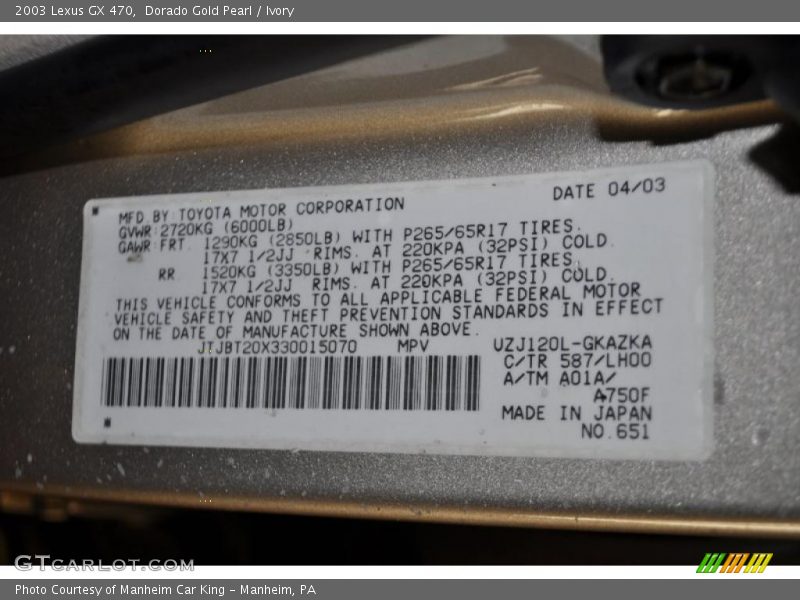 2003 Lexus GX 470, Dorado Gold Pearl / Ivory
DATE 04/03
MFD.BY:TOYOTA MOTOR CORPORATION
GVWR:2720KG (6000LB)
GAWR:FRT. 1290KG (2850LB) WITH P265/65R17 TIRES.
17X7 1/2JJ RIMS. AT 220KPA (32PSI) COLD.
RR 1520KG (3350LB) WITH P265/65R17 TIRES.
17X7 1/2JJ RIMS. AT 220KPA (32PSI) COLD.
THIS VEHICLE CONFORMS TO ALL APPLICABLE FEDERAL MOTOR
VEHICLE SAFETY AND THEFT PREVENTION STANDARDS IN EFFECT
ON THE DATE OF MANUFACTURE SHOWN ABOVE.
JTJBT20X330015070 MPV UZJ120L-GKAZKA
C/TR 587/LH00
A/TM A01A/
A750F
MADE IN JAPAN
NO.651
GTCARLOT.COM
Photo Courtesy of Manheim Car King - Manheim, PA